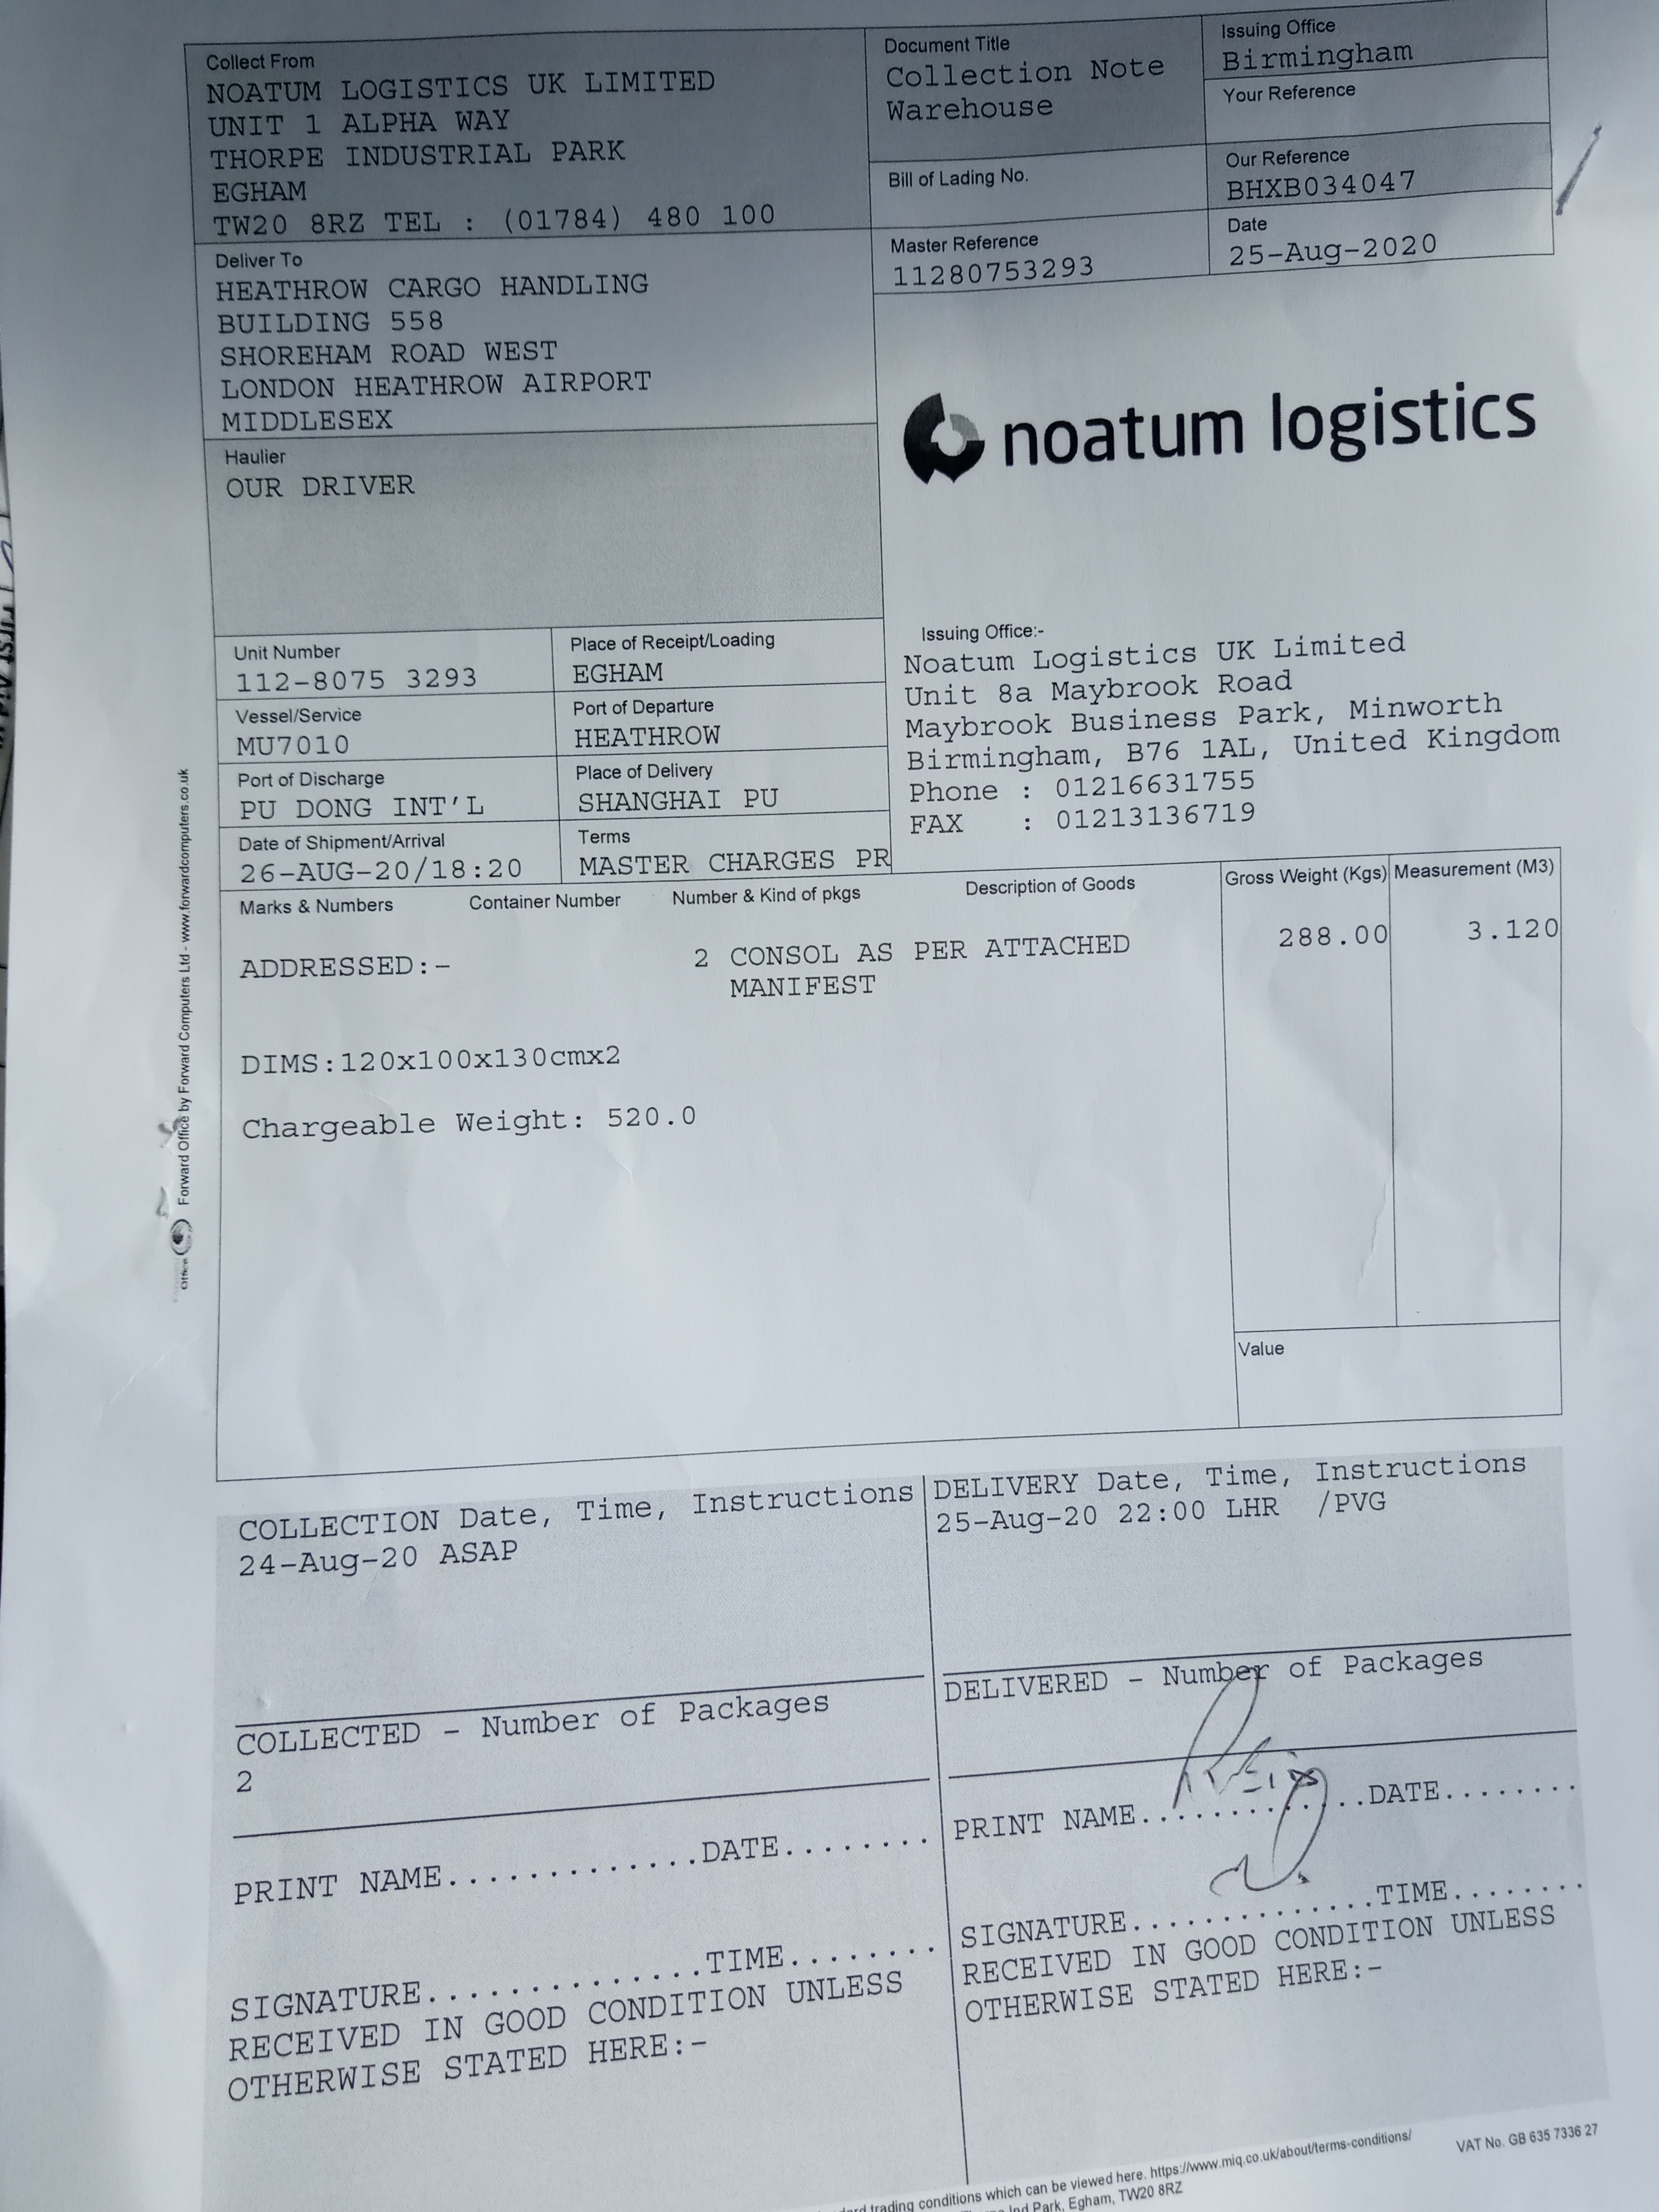 Collect From
NOATUM LOGISTICS UK LIMITED
UNIT 1 ALPHA WAY
THORPE INDUSTRIAL PARK
EGHAM
TW20 8RZ TEL : (01784) 480 100
Document Title
Collection Note
Warehouse
Issuing Office
Birmingham
Your Reference
Bill of Lading No.
Our Reference
BHXB034047
Master Reference
11280753293
Date
25-Aug-2020
Deliver To
HEATHROW CARGO HANDLING
BUILDING 558
SHOREHAM ROAD WEST
LONDON HEATHROW AIRPORT
MIDDLESEX
noatum logistics
Haulier
OUR DRIVER
Issuing Office:-
Noatum Logistics UK Limited
Unit 8a Maybrook Road
Maybrook Business Park, Minworth
Birmingham, B76 1AL, United Kingdom
Phone : 01216631755
FAX : 01213136719
Unit Number
112-8075 3293
Place of Receipt/Loading
EGHAM
Vessel/Service
MU7010
Port of Departure
HEATHROW
Port of Discharge
PU DONG INT'L
Place of Delivery
SHANGHAI PU
Date of Shipment/Arrival
26-AUG-20/18:20
Terms
MASTER CHARGES PR
Marks & Numbers Container Number Number & Kind of pkgs Description of Goods Gross Weight (Kgs) Measurement (M3)
ADDRESSED:- 2 CONSOL AS PER ATTACHED 288.00 3.120
MANIFEST
DIMS:120x100x130cmx2
Chargeable Weight: 520.0
Value
Forward Office by Forward Computers Ltd - www.forwardcomputers.co.uk
Office
COLLECTION Date, Time, Instructions
24-Aug-20 ASAP
DELIVERY Date, Time, Instructions
25-Aug-20 22:00 LHR /PVG
COLLECTED - Number of Packages
2
DELIVERED - Number of Packages
PRINT NAME.............DATE........
PRINT NAME.............DATE........
SIGNATURE..............TIME........
RECEIVED IN GOOD CONDITION UNLESS
OTHERWISE STATED HERE:-
SIGNATURE..............TIME........
RECEIVED IN GOOD CONDITION UNLESS
OTHERWISE STATED HERE:-
trading conditions which can be viewed here. https://www.miq.co.uk/about/terms-conditions/
VAT No. GB 635 7336 27
Ind Park, Egham, TW20 8RZ